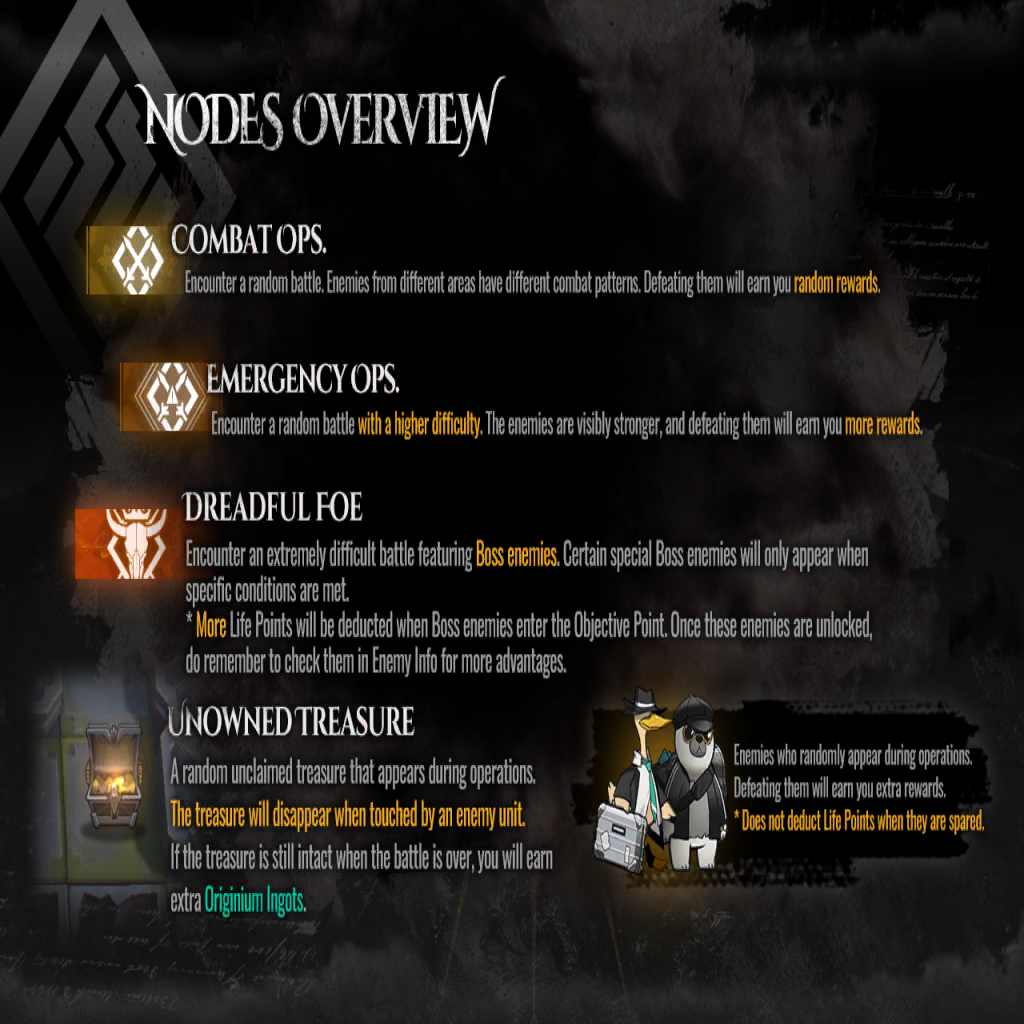 NODES OVERVIEW
COMBAT OPS.
Encounter a random battle. Enemies from different areas have different combat patterns. Defeating them will earn you random rewards.
EMERGENCY OPS.
Encounter a random battle with a higher difficulty. The enemies are visibly stronger, and defeating them will earn you more rewards.
DREADFUL FOE
Encounter an extremely difficult battle featuring Boss enemies. Certain special Boss enemies will only appear when
specific conditions are met.
* More Life Points will be deducted when Boss enemies enter the Objective Point. Once these enemies are unlocked,
do remember to check them in Enemy Info for more advantages.
UNOWNED TREASURE
A random unclaimed treasure that appears during operations.
The treasure will disappear when touched by an enemy unit.
If the treasure is still intact when the battle is over, you will earn
extra Originium Ingots.
Enemies who randomly appear during operations.
Defeating them will earn you extra rewards.
* Does not deduct Life Points when they are spared.